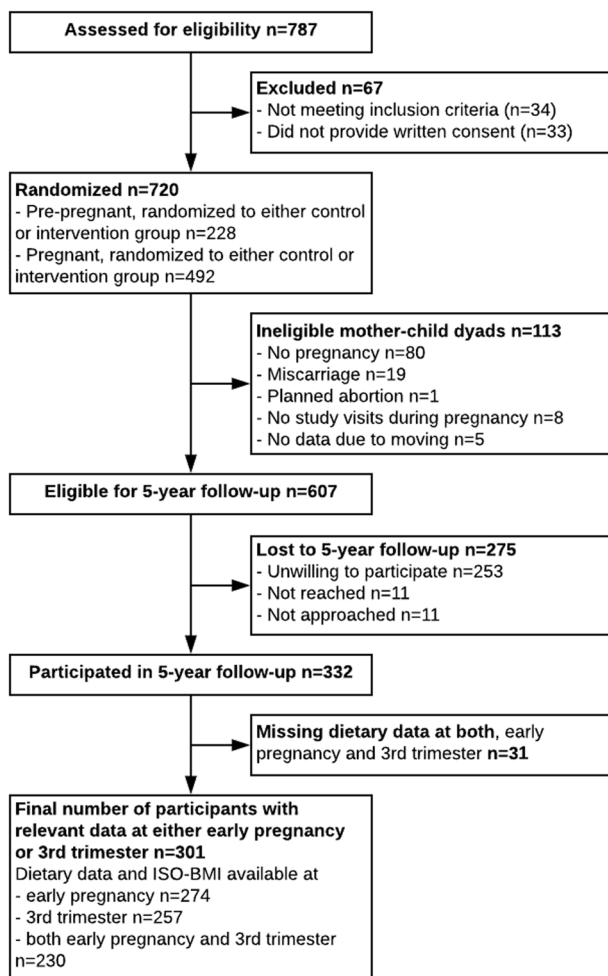 Assessed for eligibility n=787
Excluded n=67
- Not meeting inclusion criteria (n=34)
- Did not provide written consent (n=33)
Randomized n=720
- Pre-pregnant, randomized to either control
or intervention group n=228
- Pregnant, randomized to either control or
intervention group n=492
Ineligible mother-child dyads n=113
- No pregnancy n=80
- Miscarriage n=19
- Planned abortion n=1
- No study visits during pregnancy n=8
- No data due to moving n=5
Eligible for 5-year follow-up n=607
Lost to 5-year follow-up n=275
- Unwilling to participate n=253
- Not reached n=11
- Not approached n=11
Participated in 5-year follow-up n=332
Missing dietary data at both, early
pregnancy and 3rd trimester n=31
Final number of participants with
relevant data at either early pregnancy
or 3rd trimester n=301
Dietary data and ISO-BMI available at
- early pregnancy n=274
- 3rd trimester n=257
- both early pregnancy and 3rd trimester
n=230